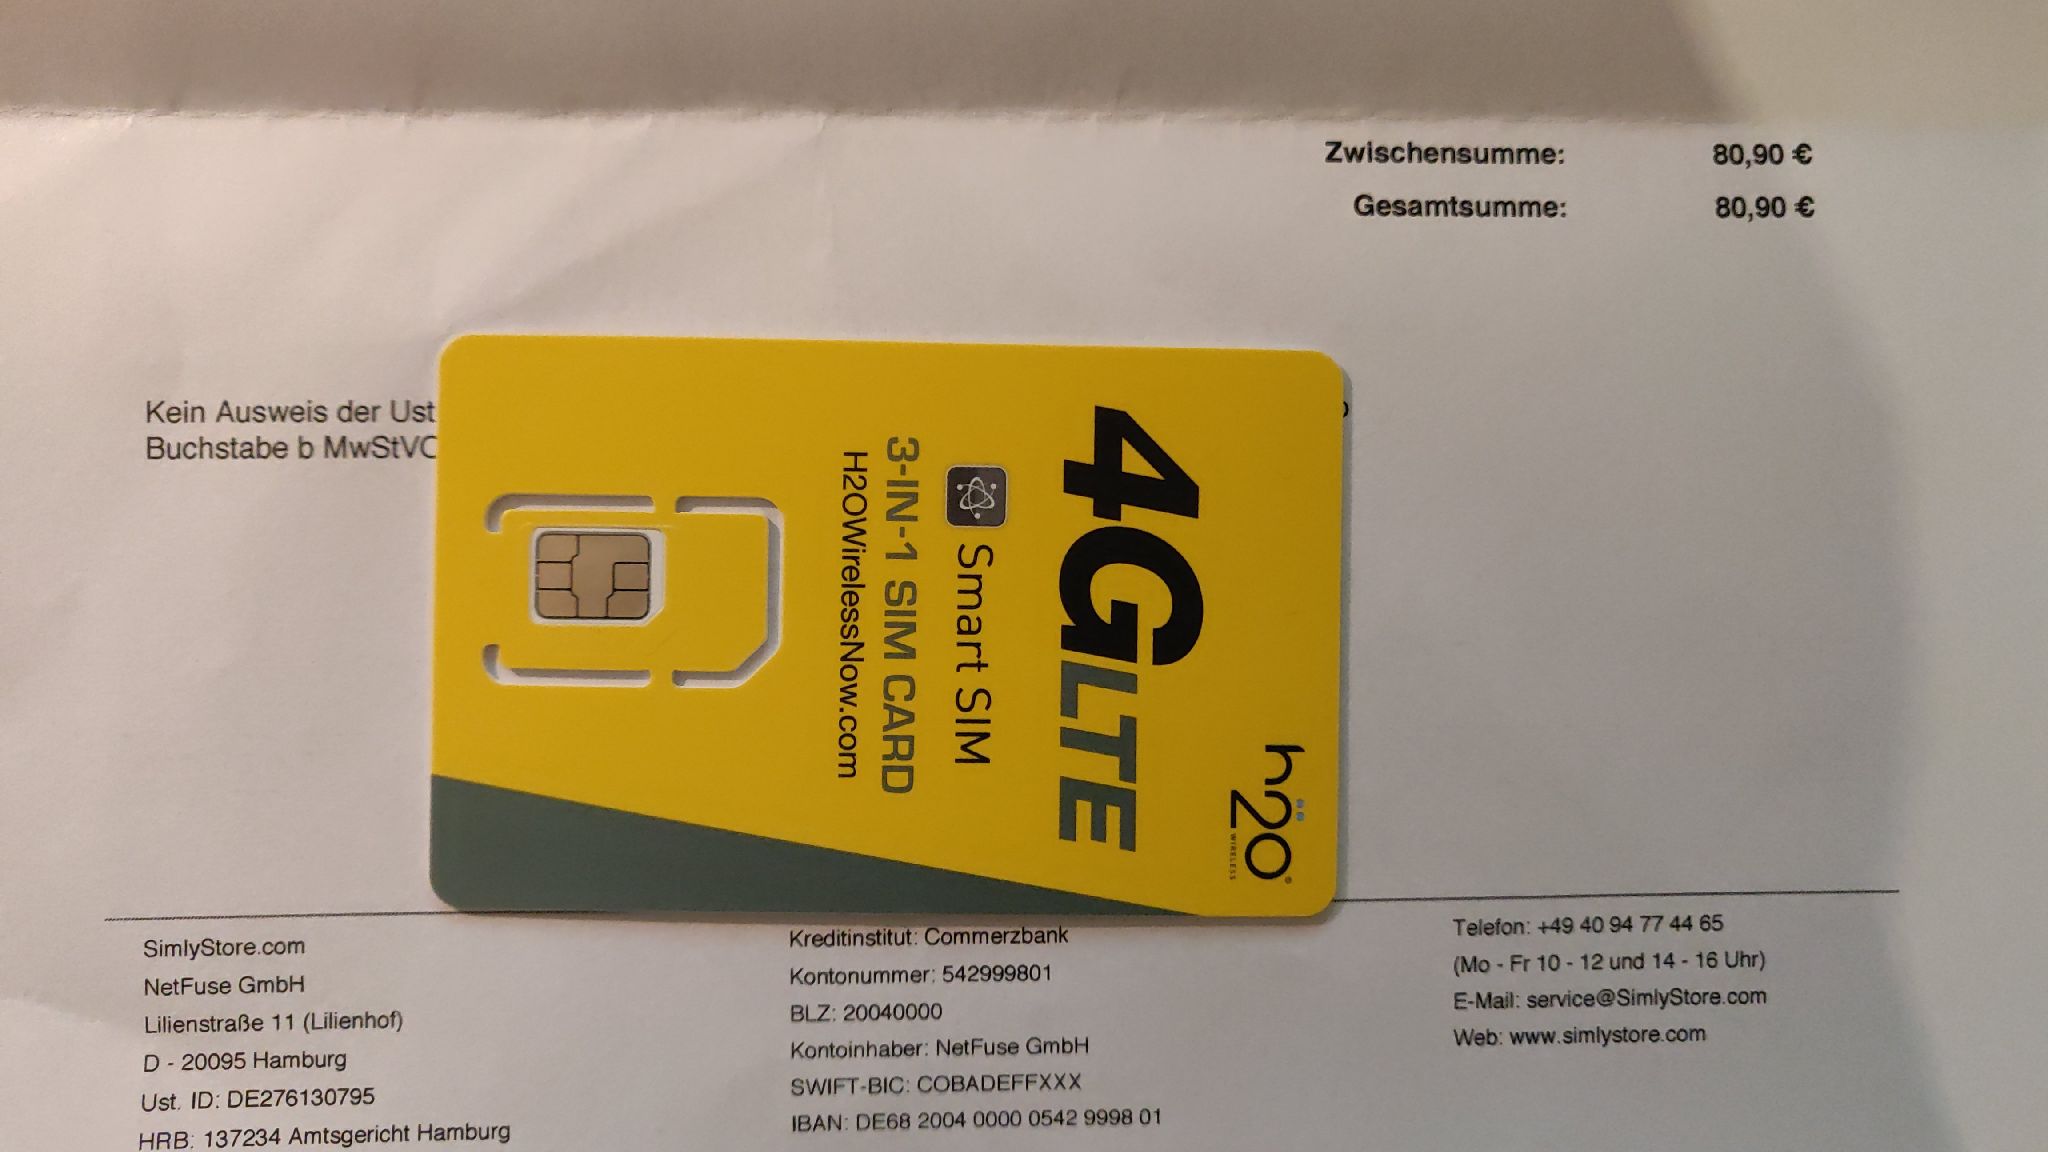 Zwischensumme: 80,90 €
Gesamtsumme: 80,90 €
Kein Ausweis der Ust
Buchstabe b MwStVO
h2o
WIRELESS
4GLTE
Smart SIM
3-IN-1 SIM CARD
H2OWirelessNow.com
SimlyStore.com
NetFuse GmbH
Lilienstraße 11 (Lilienhof)
D - 20095 Hamburg
Ust. ID: DE276130795
HRB: 137234 Amtsgericht Hamburg
Kreditinstitut: Commerzbank
Kontonummer: 542999801
BLZ: 20040000
Kontoinhaber: NetFuse GmbH
SWIFT-BIC: COBADEFFXXX
IBAN: DE68 2004 0000 0542 9998 01
Telefon: +49 40 94 77 44 65
(Mo - Fr 10 - 12 und 14 - 16 Uhr)
E-Mail: service@SimlyStore.com
Web: www.simlystore.com